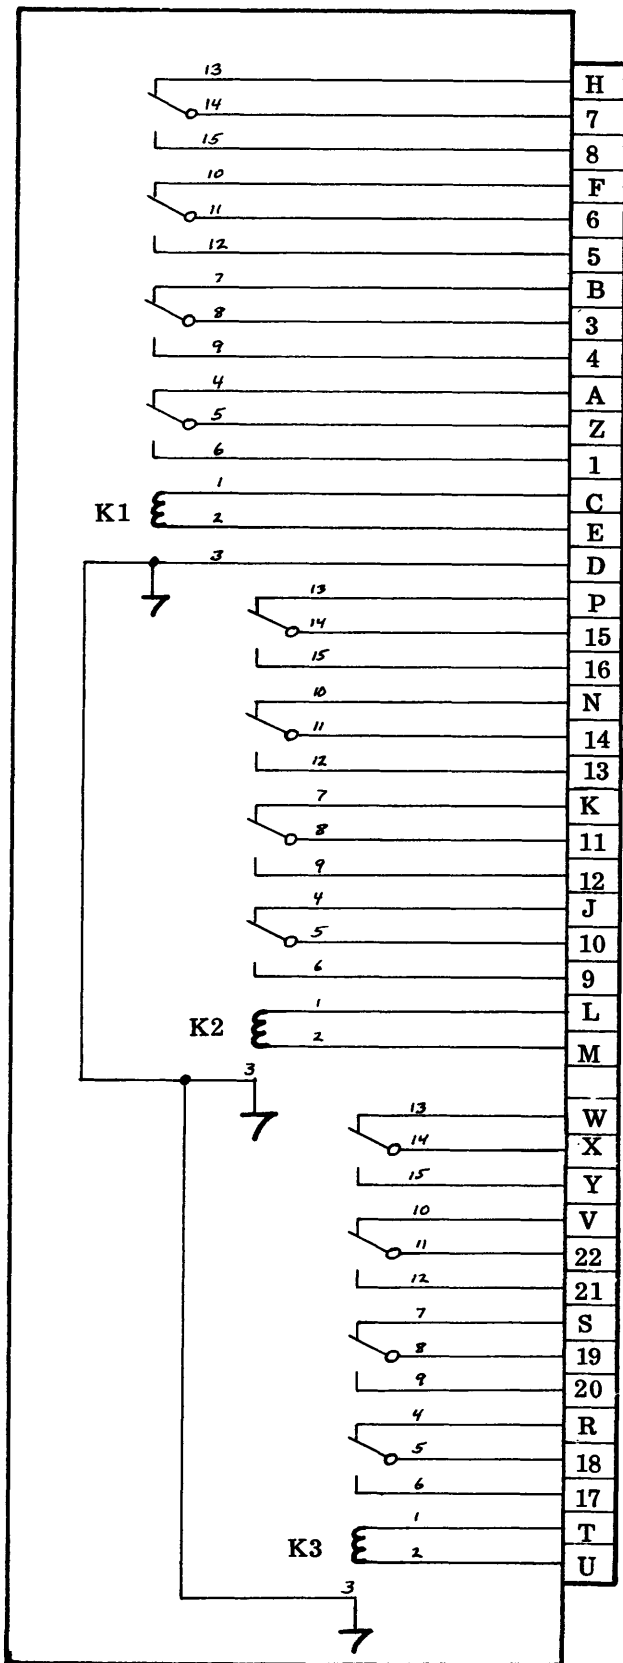 13 H
14 7
15 8
10 F
11 6
12 5
7 B
8 3
9 4
4 A
5 Z
6 1
1 C
K1
2 E
3 D
13 P
14 15
15 16
10 N
11 14
12 13
7 K
8 11
9 12
4 J
5 10
6 9
1 L
K2
2 M
3
13 W
14 X
15 Y
10 V
11 22
12 21
7 S
8 19
9 20
4 R
5 18
6 17
1 T
K3
2 U
3